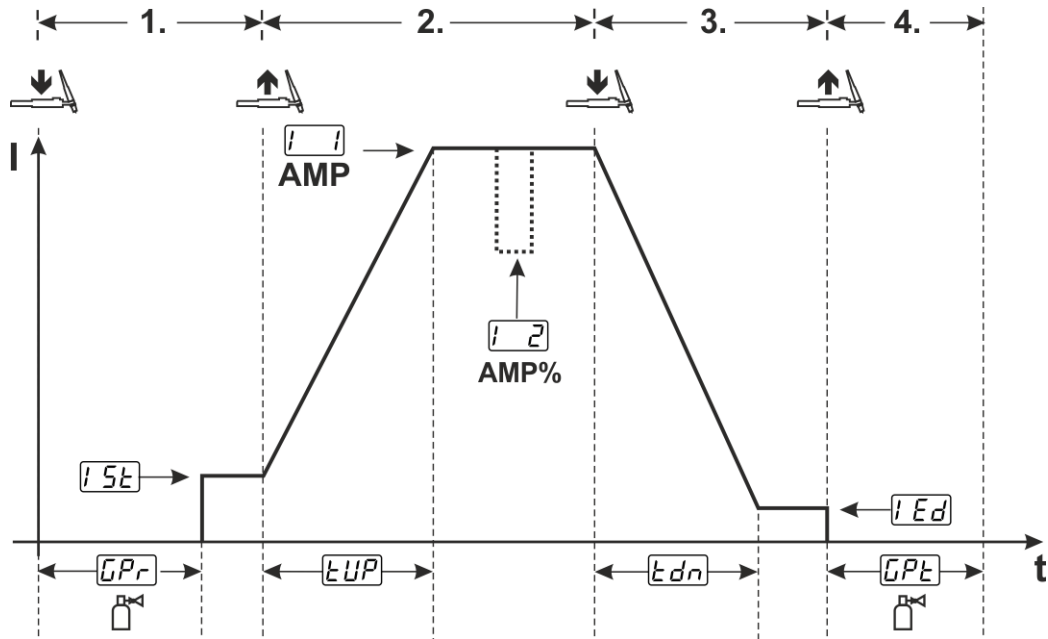 1. 2. 3. 4.
I
I 1
AMP
I 2
AMP%
I St
I Ed
t
GPr tUP tdn GPt